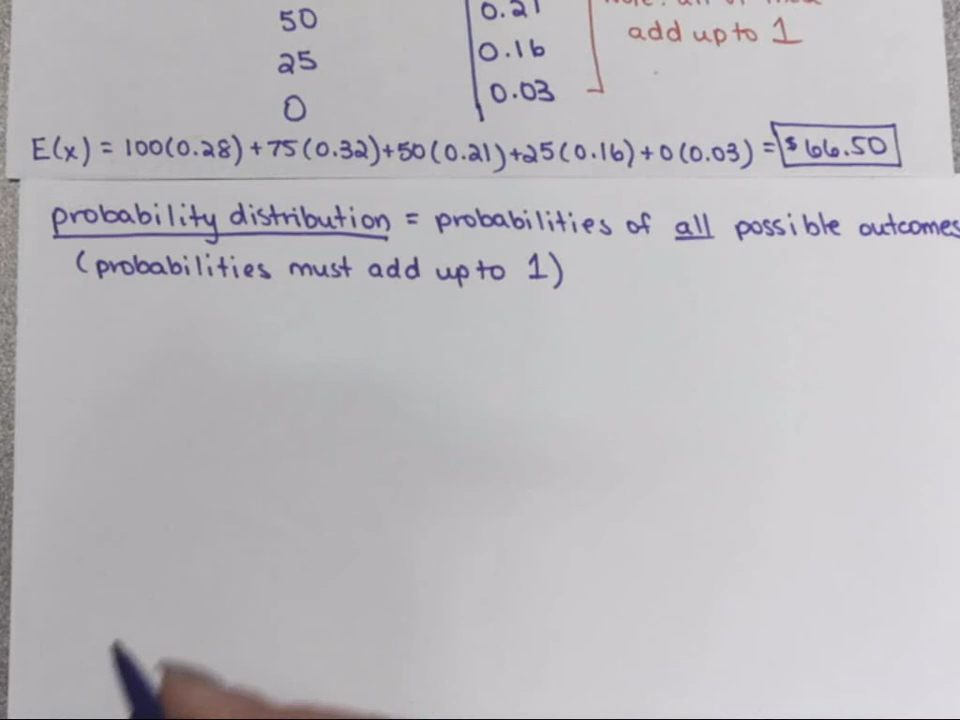 50
0.21
25
0.16
add up to 1
0
0.03
E(x) = 100(0.28)+75(0.32)+50(0.21)+25(0.16)+0(0.03) = $66.50
probability distribution = probabilities of all possible outcomes
(probabilities must add up to 1)